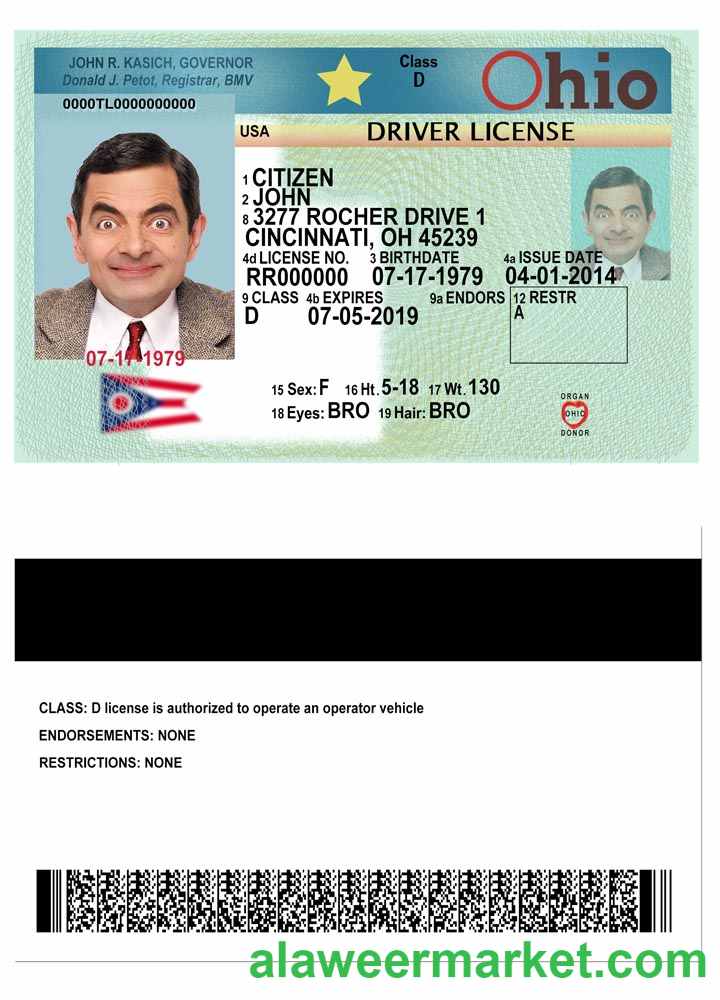 JOHN R. KASICH, GOVERNOR
Donald J. Petot, Registrar, BMV
Class
D
Ohio
0000TL0000000000
USA
DRIVER LICENSE
1 CITIZEN
2 JOHN
8 3277 ROCHER DRIVE 1
CINCINNATI, OH 45239
4d LICENSE NO. 3 BIRTHDATE 4a ISSUE DATE
RR000000 07-17-1979 04-01-2014
9 CLASS 4b EXPIRES 9a ENDORS 12 RESTR
D 07-05-2019 A
07-17-1979
15 Sex: F 16 Ht. 5-18 17 Wt. 130
18 Eyes: BRO 19 Hair: BRO
ORGAN
OHIO
DONOR
CLASS: D license is authorized to operate an operator vehicle
ENDORSEMENTS: NONE
RESTRICTIONS: NONE
alaweermarket.com